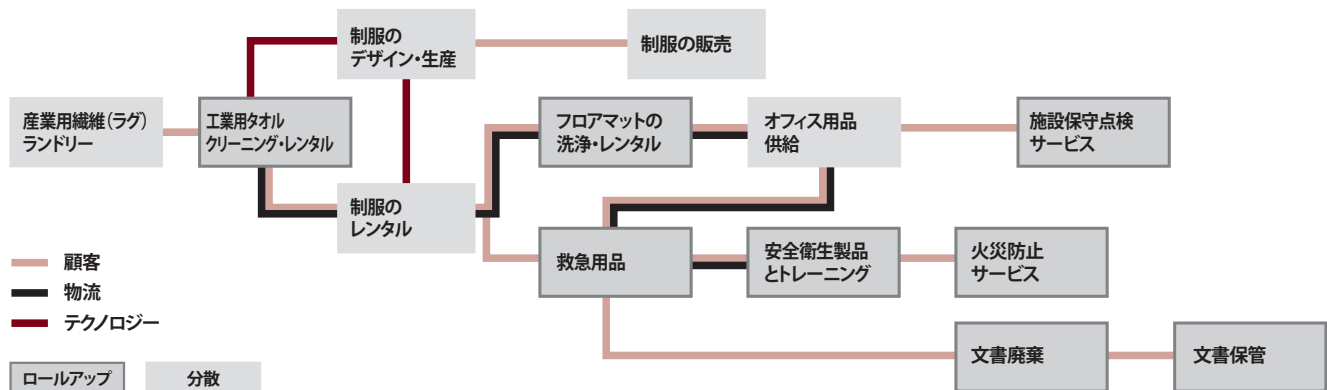 制服の
デザイン・生産
制服の販売
産業用繊維（ラグ）
ランドリー
工業用タオル
クリーニング・レンタル
フロアマットの
洗浄・レンタル
オフィス用品
供給
施設保守点検
サービス
制服の
レンタル
救急用品
安全衛生製品
とトレーニング
火災防止
サービス
文書廃棄
文書保管
顧客
物流
テクノロジー
ロールアップ
分散